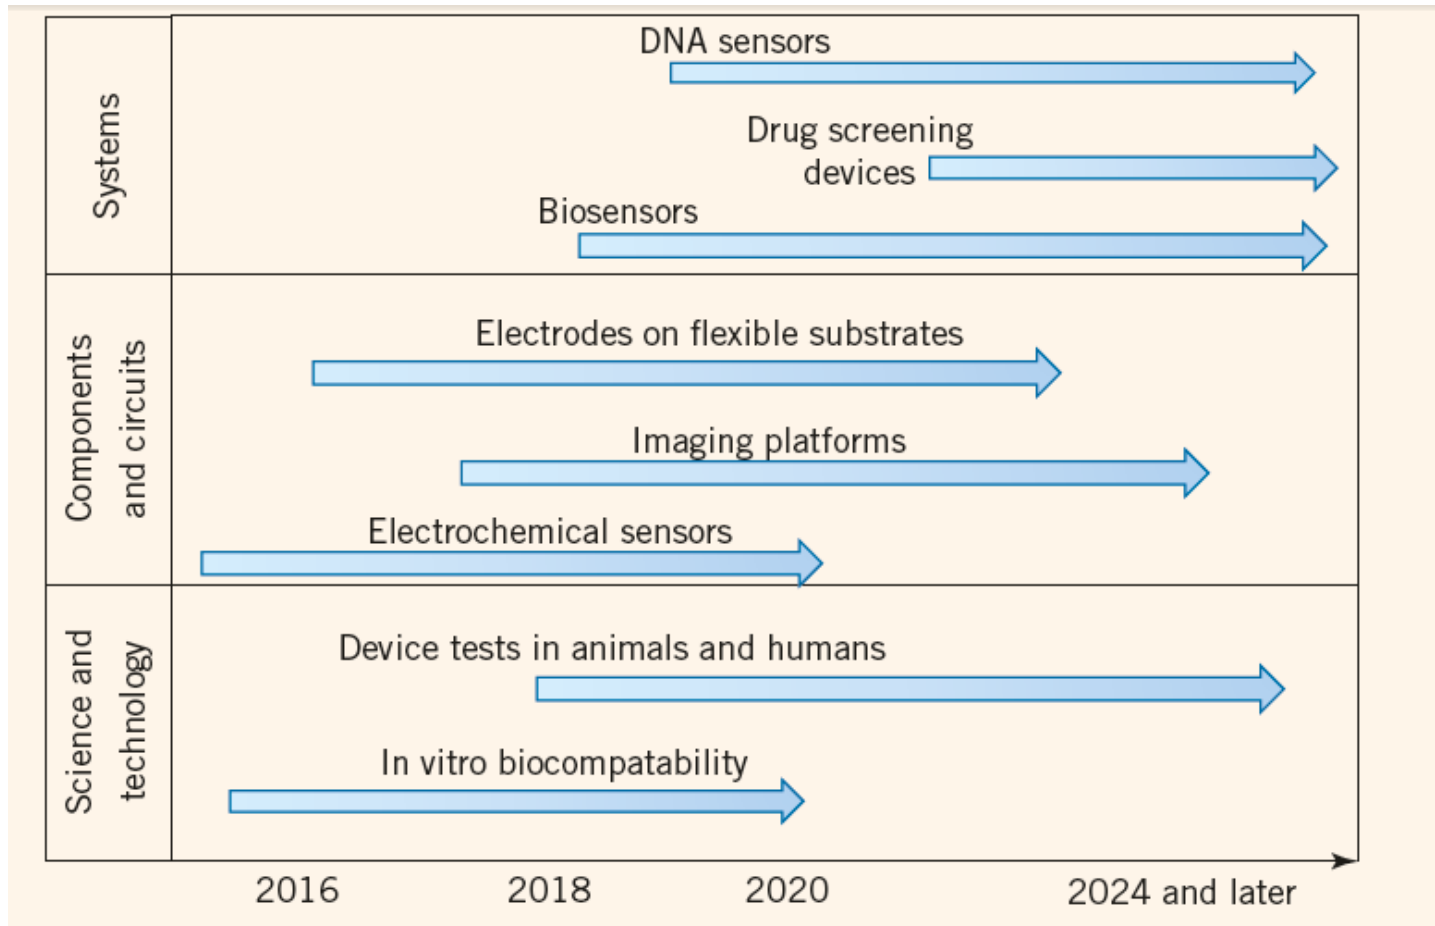 Systems
DNA sensors
Drug screening
devices
Biosensors
Components
and circuits
Electrodes on flexible substrates
Imaging platforms
Electrochemical sensors
Science and
technology
Device tests in animals and humans
In vitro biocompatability
2016
2018
2020
2024 and later